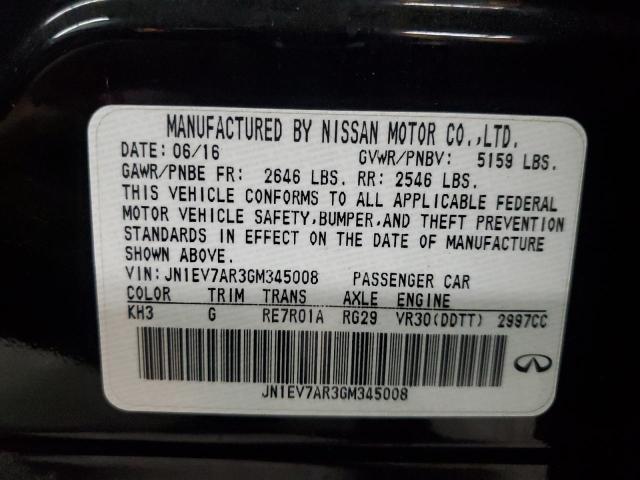 MANUFACTURED BY NISSAN MOTOR CO.,LTD.
DATE: 06/16 GVWR/PNBV: 5159 LBS.
GAWR/PNBE FR: 2646 LBS. RR: 2546 LBS.
THIS VEHICLE CONFORMS TO ALL APPLICABLE FEDERAL
MOTOR VEHICLE SAFETY,BUMPER,AND THEFT PREVENTION
STANDARDS IN EFFECT ON THE DATE OF MANUFACTURE
SHOWN ABOVE.
VIN: JN1EV7AR3GM345008 PASSENGER CAR
COLOR TRIM TRANS AXLE ENGINE
KH3 G RE7R01A RG29 VR30(DDTT) 2997CC
JN1EV7AR3GM345008
INFINITI